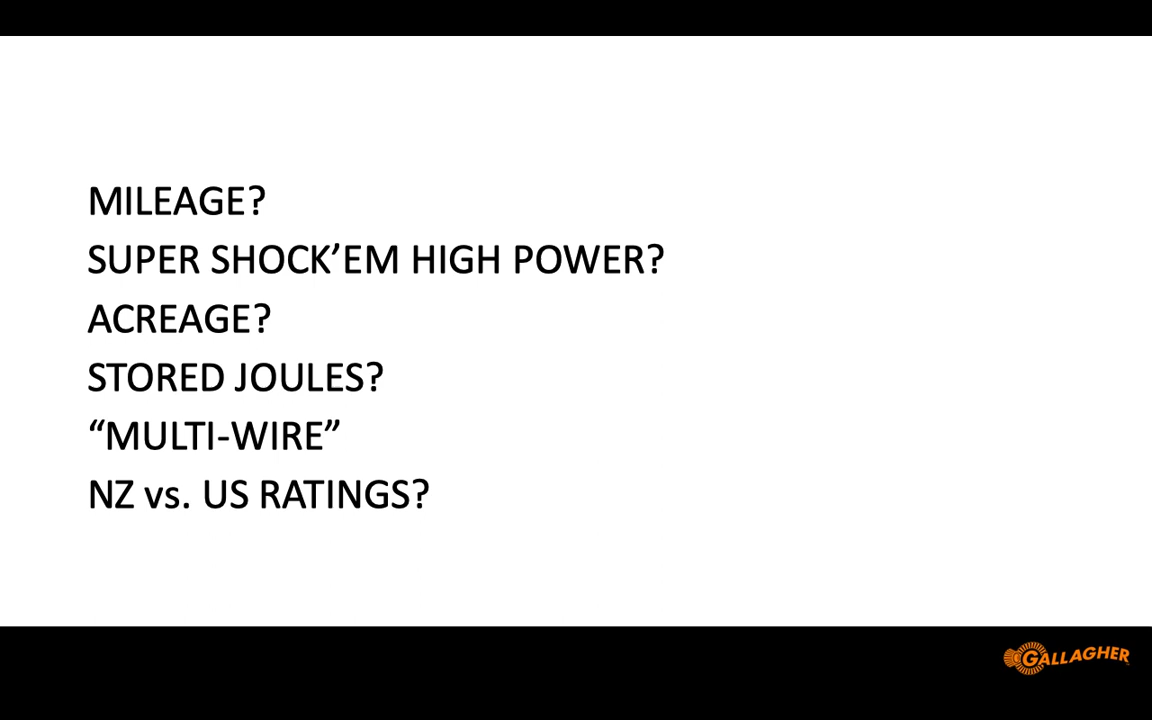 MILEAGE?
SUPER SHOCK’EM HIGH POWER?
ACREAGE?
STORED JOULES?
“MULTI-WIRE”
NZ vs. US RATINGS?
GALLAGHER